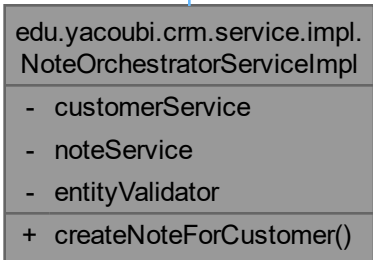 edu.yacoubi.crm.service.impl.
NoteOrchestratorServiceImpl
- customerService
- noteService
- entityValidator
+ createNoteForCustomer()